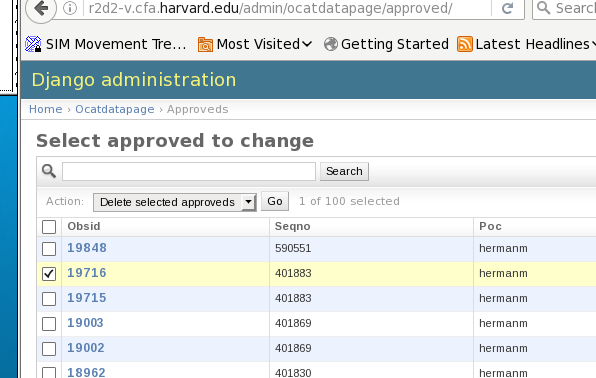 r2d2-v.cfa.harvard.edu/admin/ocatdatapage/approved/ Search
SIM Movement Tre... Most Visited Getting Started Latest Headlines
Django administration
Home › Ocatdatapage › Approveds
Select approved to change
Search
Action: Delete selected approveds Go 1 of 100 selected
Obsid Seqno Poc
19848 590551 hermanm
19716 401883 hermanm
19715 401883 hermanm
19003 401869 hermanm
19002 401869 hermanm
18962 401830 hermanm